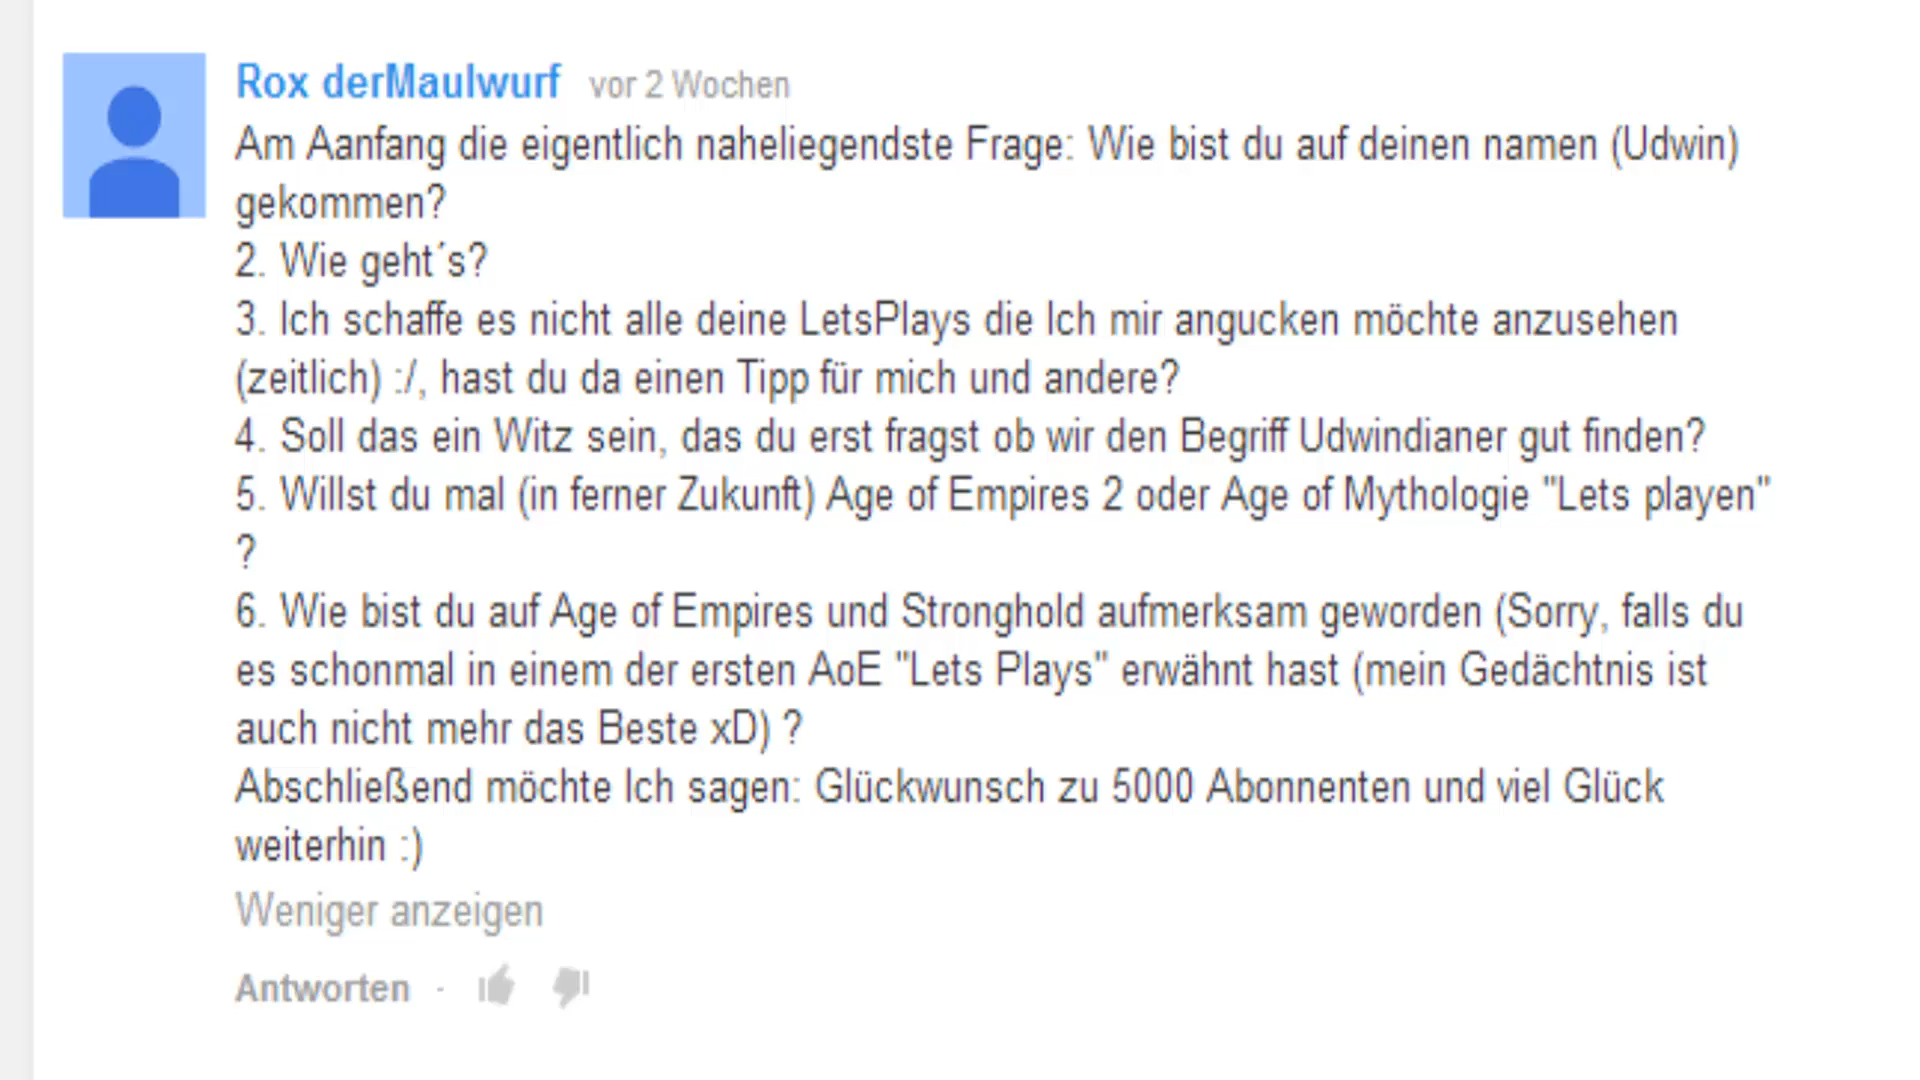 Rox derMaulwurf vor 2 Wochen
Am Aanfang die eigentlich naheliegendste Frage: Wie bist du auf deinen namen (Udwin)
gekommen?
2. Wie geht´s?
3. Ich schaffe es nicht alle deine LetsPlays die Ich mir angucken möchte anzusehen
(zeitlich) :/, hast du da einen Tipp für mich und andere?
4. Soll das ein Witz sein, das du erst fragst ob wir den Begriff Udwindianer gut finden?
5. Willst du mal (in ferner Zukunft) Age of Empires 2 oder Age of Mythologie "Lets playen"
?
6. Wie bist du auf Age of Empires und Stronghold aufmerksam geworden (Sorry, falls du
es schonmal in einem der ersten AoE "Lets Plays" erwähnt hast (mein Gedächtnis ist
auch nicht mehr das Beste xD) ?
Abschließend möchte Ich sagen: Glückwunsch zu 5000 Abonnenten und viel Glück
weiterhin :)
Weniger anzeigen
Antworten ·